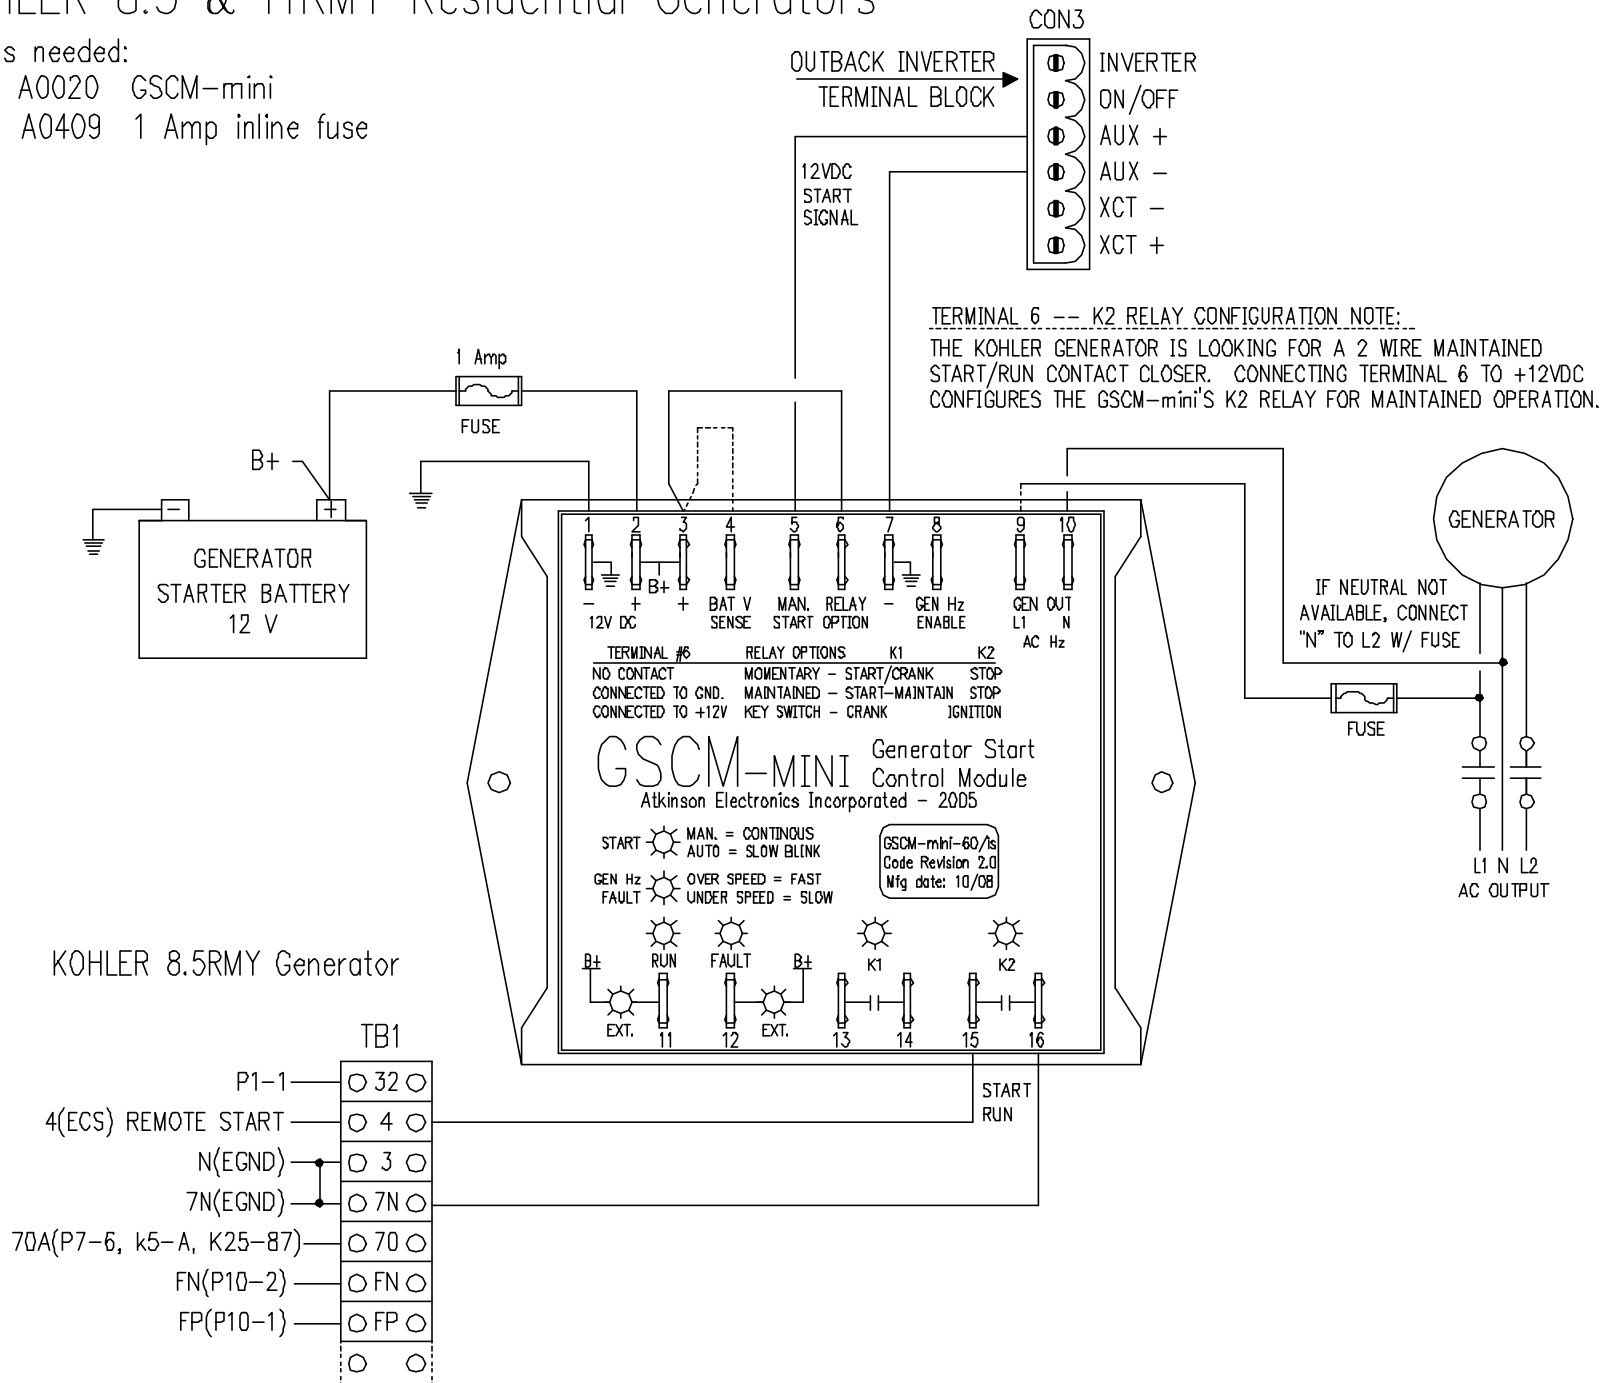 8.5 & Residential Generators
s needed:
A0020 GSCM-mini
A0409 1 Amp inline fuse
CON3
OUTBACK INVERTER
TERMINAL BLOCK
INVERTER
ON/OFF
AUX +
AUX -
XCT -
XCT +
12VDC
START
SIGNAL
TERMINAL 6 -- K2 RELAY CONFIGURATION NOTE:
THE KOHLER GENERATOR IS LOOKING FOR A 2 WIRE MAINTAINED
START/RUN CONTACT CLOSER. CONNECTING TERMINAL 6 TO +12VDC
CONFIGURES THE GSCM-mini'S K2 RELAY FOR MAINTAINED OPERATION.
1 Amp
FUSE
B+
- +
GENERATOR
STARTER BATTERY
12 V
1 2 3 4 5 6 7 8 9 10
B+
- + + BAT V MAN. RELAY - GEN Hz GEN OUT
12V DC SENSE START OPTION ENABLE L1 N
AC Hz
TERMINAL #6 RELAY OPTIONS K1 K2
NO CONTACT MOMENTARY - START/CRANK STOP
CONNECTED TO GND. MAINTAINED - START-MAINTAIN STOP
CONNECTED TO +12V KEY SWITCH - CRANK IGNITION
GSCM-MINI Generator Start
Control Module
Atkinson Electronics Incorporated - 2005
START MAN. = CONTINOUS
AUTO = SLOW BLINK
GEN Hz OVER SPEED = FAST
FAULT UNDER SPEED = SLOW
GSCM-mini-60/1s
Code Revision 2.0
Mfg date: 10/08
B+ RUN FAULT B+ K1 K2
EXT. 11 12 EXT. 13 14 15 16
GENERATOR
IF NEUTRAL NOT
AVAILABLE, CONNECT
"N" TO L2 W/ FUSE
FUSE
L1 N L2
AC OUTPUT
KOHLER 8.5RMY Generator
TB1
P1-1 32
4(ECS) REMOTE START 4
N(EGND) 3
7N(EGND) 7N
70A(P7-6, k5-A, K25-87) 70
FN(P10-2) FN
FP(P10-1) FP
START
RUN